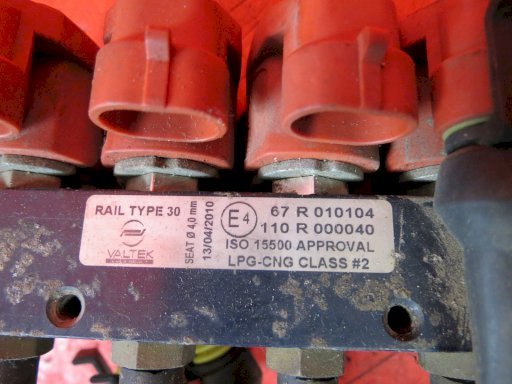 RAIL TYPE 30
VALTEK
SEAT Ø 4,0 mm
13/04/2010
E4
67 R 010104
110 R 000040
ISO 15500 APPROVAL
LPG-CNG CLASS #2